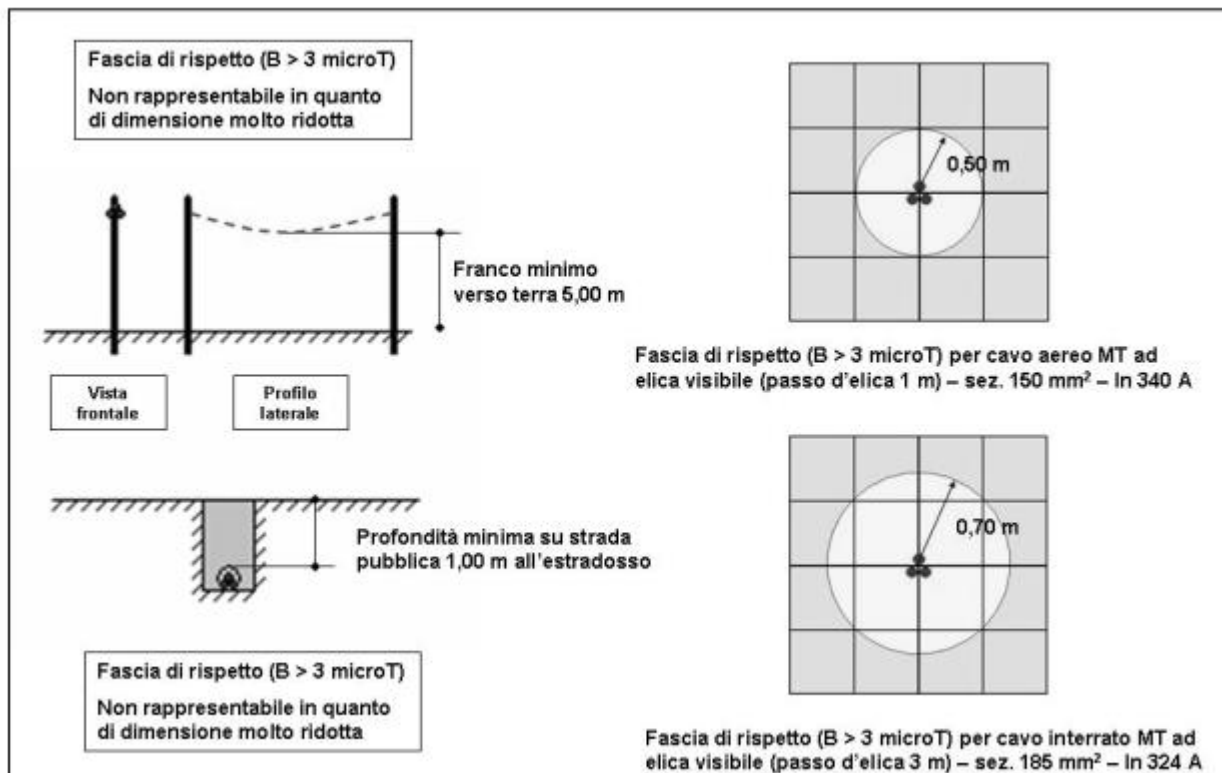 Fascia di rispetto (B > 3 microT)
Non rappresentabile in quanto
di dimensione molto ridotta
Franco minimo
verso terra 5,00 m
Vista
frontale
Profilo
laterale
Profondità minima su strada
pubblica 1,00 m all'estradosso
Fascia di rispetto (B > 3 microT)
Non rappresentabile in quanto
di dimensione molto ridotta
0,50 m
Fascia di rispetto (B > 3 microT) per cavo aereo MT ad
elica visibile (passo d'elica 1 m) – sez. 150 mm² – In 340 A
0,70 m
Fascia di rispetto (B > 3 microT) per cavo interrato MT ad
elica visibile (passo d'elica 3 m) – sez. 185 mm² – In 324 A